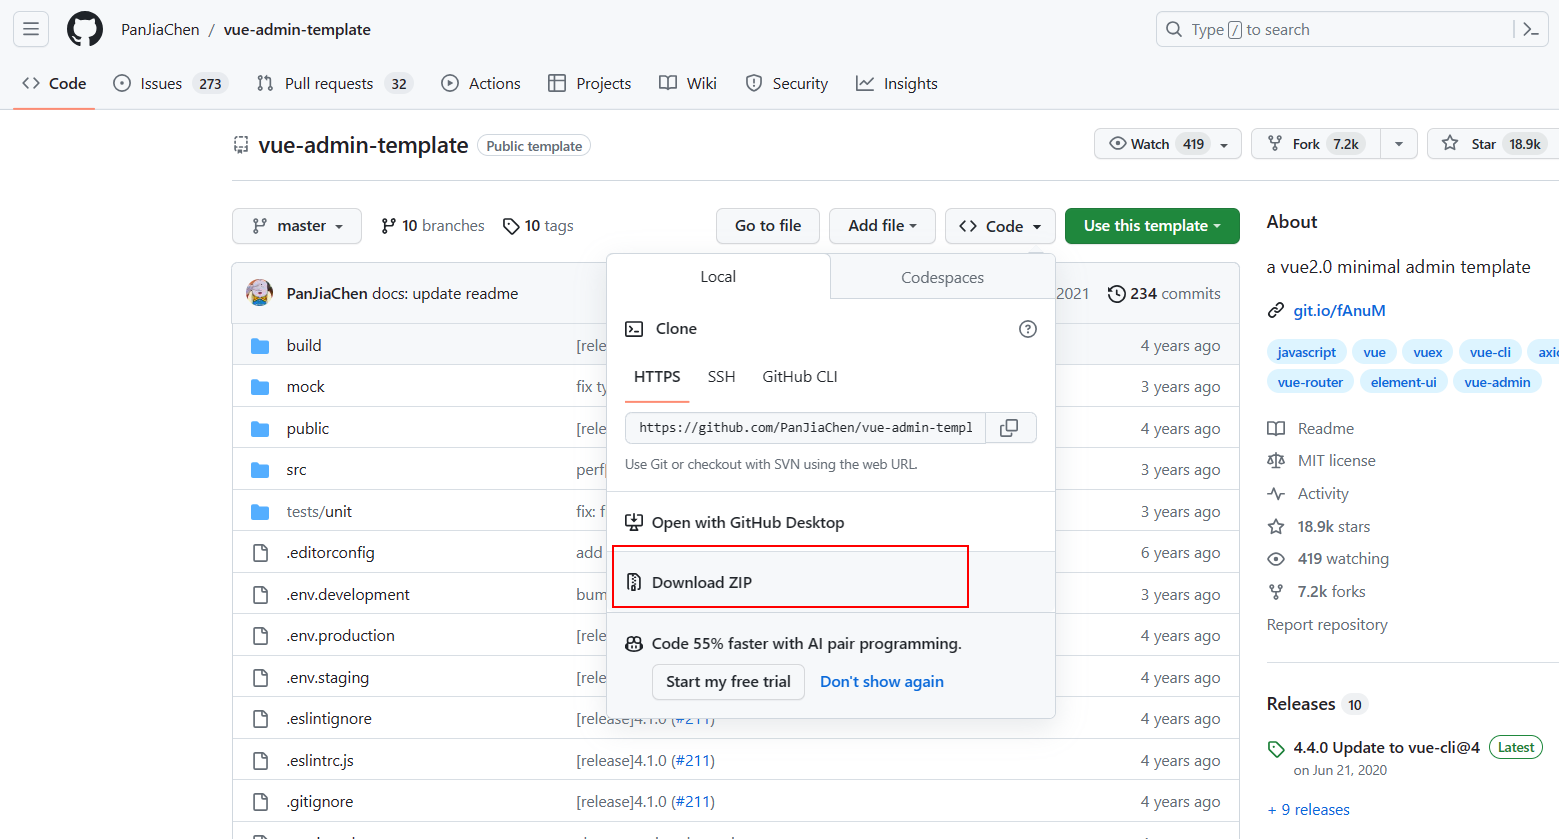 PanJiaChen / vue-admin-template
Type / to search
Code
Issues 273
Pull requests 32
Actions
Projects
Wiki
Security
Insights
vue-admin-template Public template
Watch 419
Fork 7.2k
Star 18.9k
master
10 branches
10 tags
Go to file
Add file
Code
Use this template
PanJiaChen docs: update readme
2021
234 commits
build [rele 4 years ago
mock fix ty 3 years ago
public [rele 4 years ago
src perf[ 3 years ago
tests/unit fix: f 3 years ago
.editorconfig add 6 years ago
.env.development bum 3 years ago
.env.production [rele 4 years ago
.env.staging [rele 4 years ago
.eslintignore [release]4.1.0 (#211) 4 years ago
.eslintrc.js [release]4.1.0 (#211) 4 years ago
.gitignore [release]4.1.0 (#211) 4 years ago
Local
Codespaces
Clone
HTTPS
SSH
GitHub CLI
https://github.com/PanJiaChen/vue-admin-templ
Use Git or checkout with SVN using the web URL.
Open with GitHub Desktop
Download ZIP
Code 55% faster with AI pair programming.
Start my free trial
Don't show again
About
a vue2.0 minimal admin template
git.io/fAnuM
javascript vue vuex vue-cli axio
vue-router element-ui vue-admin
Readme
MIT license
Activity
18.9k stars
419 watching
7.2k forks
Report repository
Releases 10
4.4.0 Update to vue-cli@4 Latest
on Jun 21, 2020
+ 9 releases